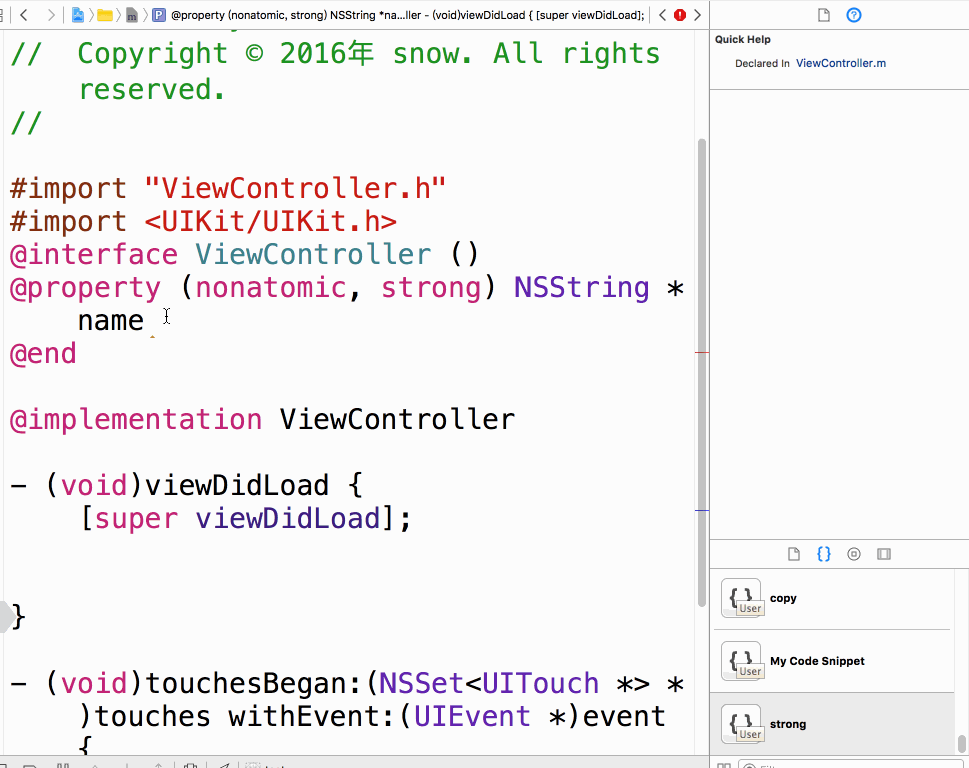 @property (nonatomic, strong) NSString *na...ller - (void)viewDidLoad { [super viewDidLoad];
//  Copyright © 2016年 snow. All rights
reserved.
//
#import "ViewController.h"
#import <UIKit/UIKit.h>
@interface ViewController ()
@property (nonatomic, strong) NSString *
name
@end
@implementation ViewController
- (void)viewDidLoad {
[super viewDidLoad];
}
- (void)touchesBegan:(NSSet<UITouch *> *
)touches withEvent:(UIEvent *)event
{
Quick Help
Declared In ViewController.m
{ }
{ }
User
copy
{ }
User
My Code Snippet
{ }
User
strong